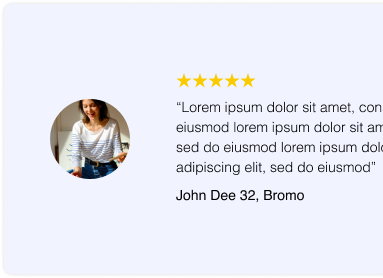 “Lorem ipsum dolor sit amet, con
eiusmod lorem ipsum dolor sit am
sed do eiusmod lorem ipsum dolo
adipiscing elit, sed do eiusmod”
John Dee 32, Bromo